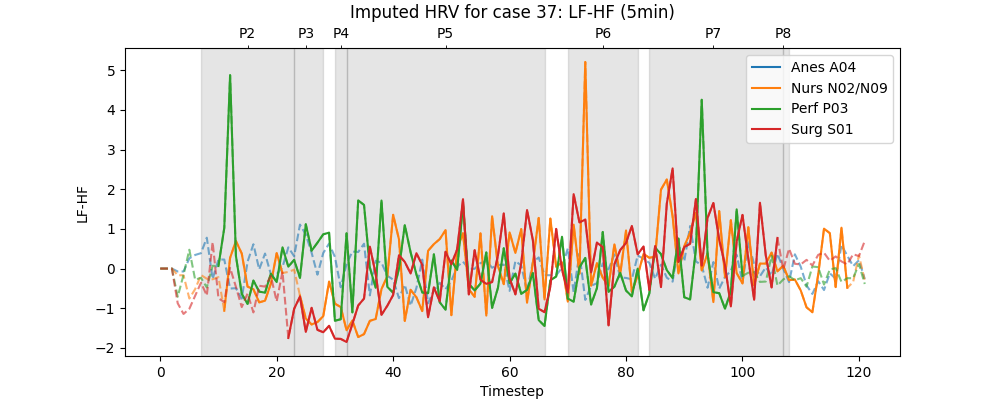 Imputed HRV for case 37: LF-HF (5min)
P2 P3 P4 P5 P6 P7 P8
Anes A04
Nurs N02/N09
Perf P03
Surg S01
LF-HF
5
4
3
2
1
0
−1
−2
0 20 40 60 80 100 120
Timestep